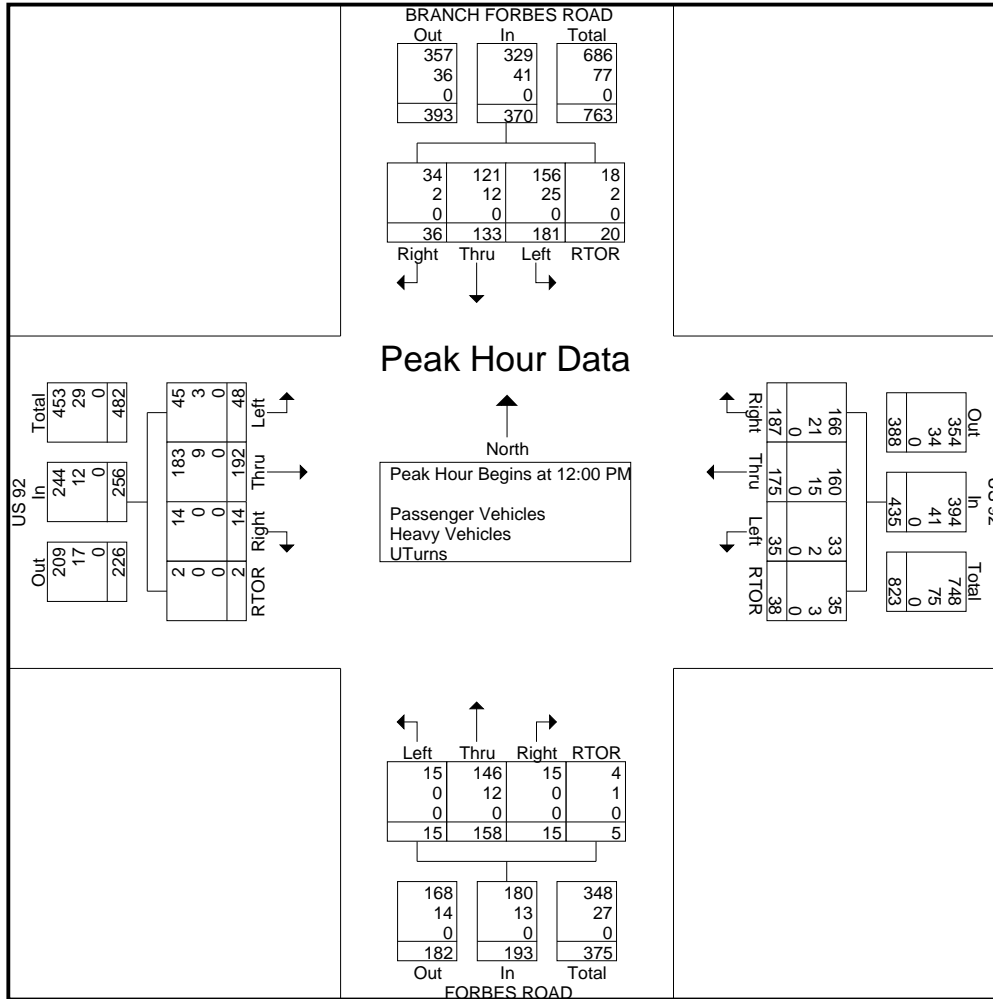 BRANCH FORBES ROAD
Out In Total
357 329 686
36 41 77
0 0 0
393 370 763
34 121 156 18
2 12 25 2
0 0 0 0
36 133 181 20
Right Thru Left RTOR
Peak Hour Data
North
Peak Hour Begins at 12:00 PM
Passenger Vehicles
Heavy Vehicles
UTurns
US 92
Out In Total
209 244 453
17 12 29
0 0 0
226 256 482
2 14 183 45
0 0 9 3
0 0 0 0
2 14 192 48
RTOR Right Thru Left
Out In Total
354 394 748
34 41 75
0 0 0
388 435 823
166 160 33 35
21 15 2 3
0 0 0 0
187 175 35 38
Right Thru Left RTOR
Left Thru Right RTOR
15 146 15 4
0 12 0 1
0 0 0 0
15 158 15 5
168 180 348
14 13 27
0 0 0
182 193 375
Out In Total
FORBES ROAD